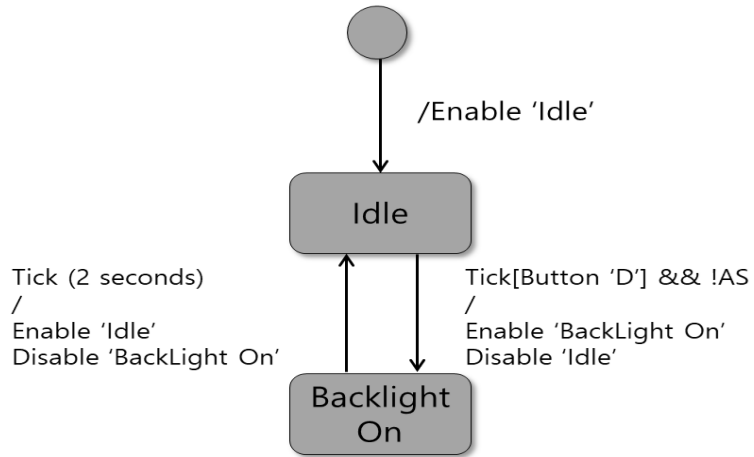 /Enable ‘Idle’
Idle
Tick (2 seconds)
/
Enable ‘Idle’
Disable ‘BackLight On’
Tick[Button ‘D’] && !AS
/
Enable ‘BackLight On’
Disable ‘Idle’
Backlight
On